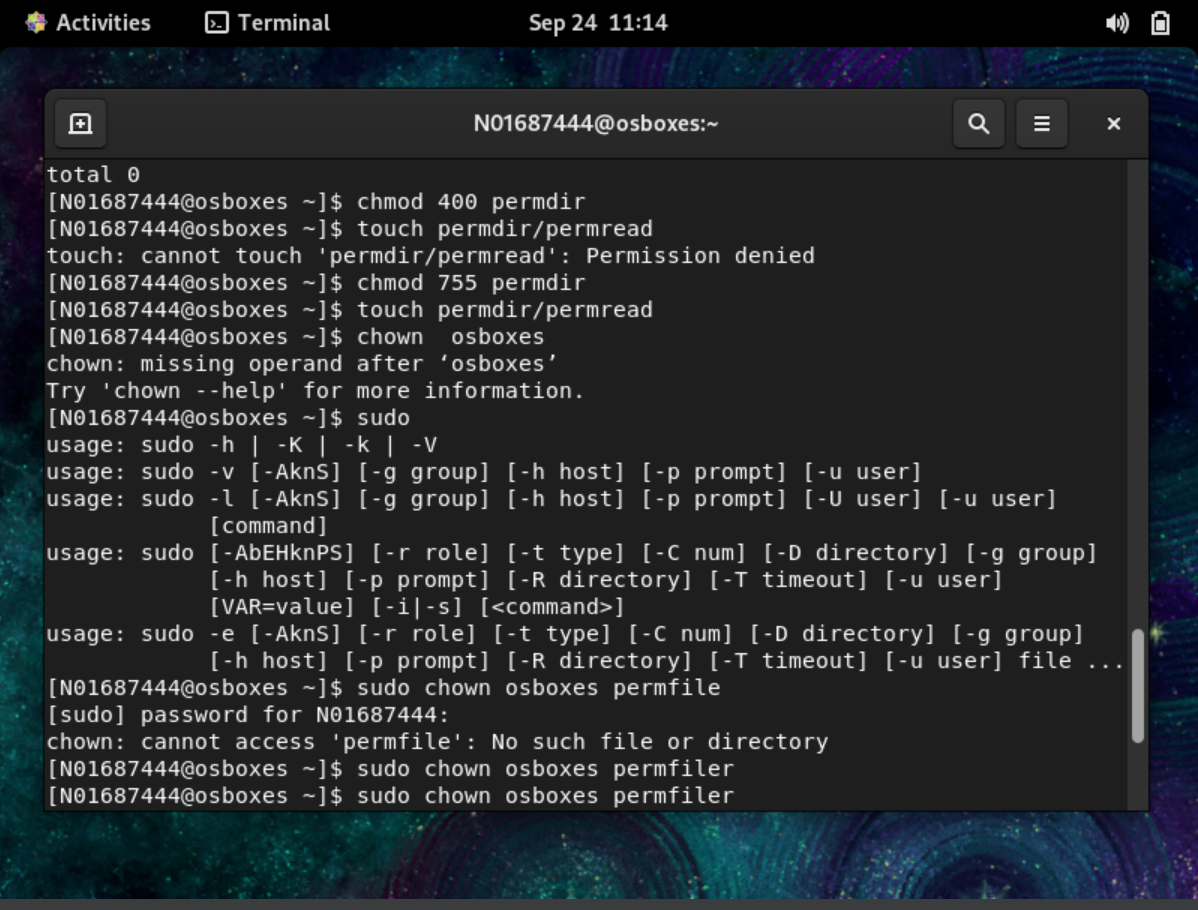 Activities
Terminal
Sep 24 11:14
N01687444@osboxes:~
total 0
[N01687444@osboxes ~]$ chmod 400 permdir
[N01687444@osboxes ~]$ touch permdir/permread
touch: cannot touch 'permdir/permread': Permission denied
[N01687444@osboxes ~]$ chmod 755 permdir
[N01687444@osboxes ~]$ touch permdir/permread
[N01687444@osboxes ~]$ chown  osboxes
chown: missing operand after ‘osboxes’
Try 'chown --help' for more information.
[N01687444@osboxes ~]$ sudo
usage: sudo -h | -K | -k | -V
usage: sudo -v [-AknS] [-g group] [-h host] [-p prompt] [-u user]
usage: sudo -l [-AknS] [-g group] [-h host] [-p prompt] [-U user] [-u user]
            [command]
usage: sudo [-AbEHknPS] [-r role] [-t type] [-C num] [-D directory] [-g group]
            [-h host] [-p prompt] [-R directory] [-T timeout] [-u user]
            [VAR=value] [-i|-s] [<command>]
usage: sudo -e [-AknS] [-r role] [-t type] [-C num] [-D directory] [-g group]
            [-h host] [-p prompt] [-R directory] [-T timeout] [-u user] file ...
[N01687444@osboxes ~]$ sudo chown osboxes permfile
[sudo] password for N01687444:
chown: cannot access 'permfile': No such file or directory
[N01687444@osboxes ~]$ sudo chown osboxes permfiler
[N01687444@osboxes ~]$ sudo chown osboxes permfiler